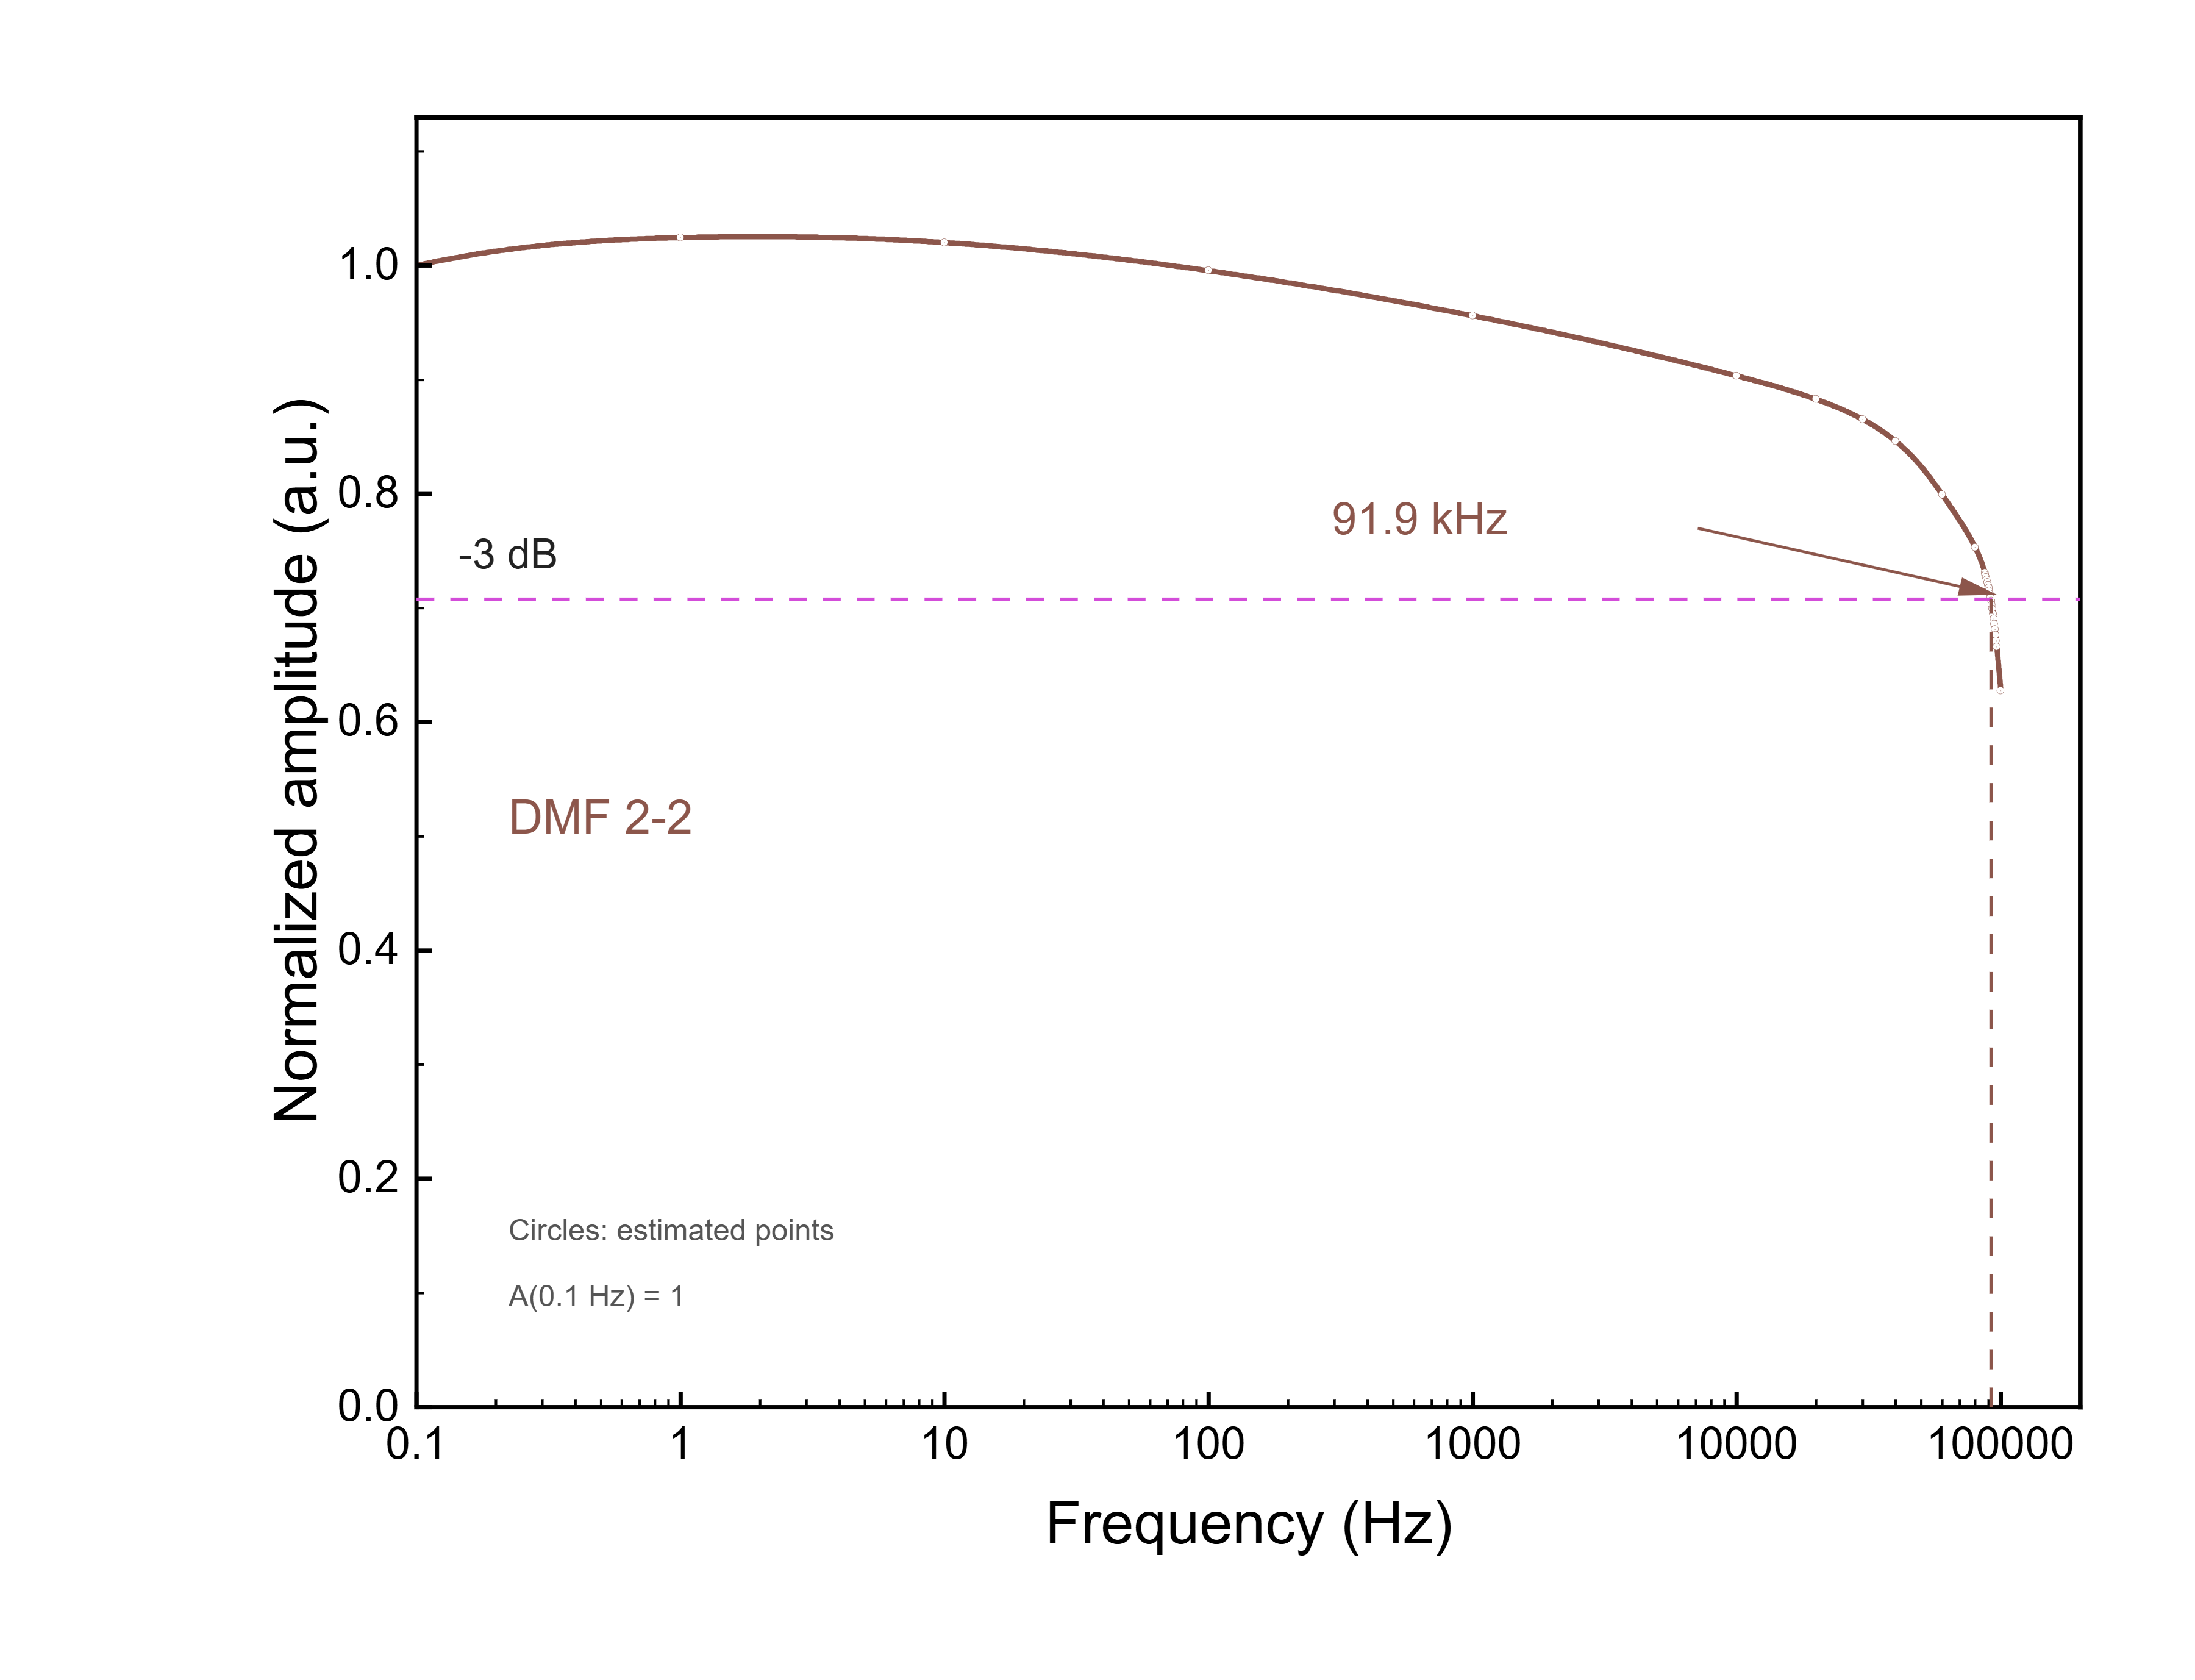 1.0
0.8
0.6
0.4
0.2
0.0
Normalized amplitude (a.u.)
-3 dB
91.9 kHz
DMF 2-2
Circles: estimated points
A(0.1 Hz) = 1
0.1 1 10 100 1000 10000 100000
Frequency (Hz)